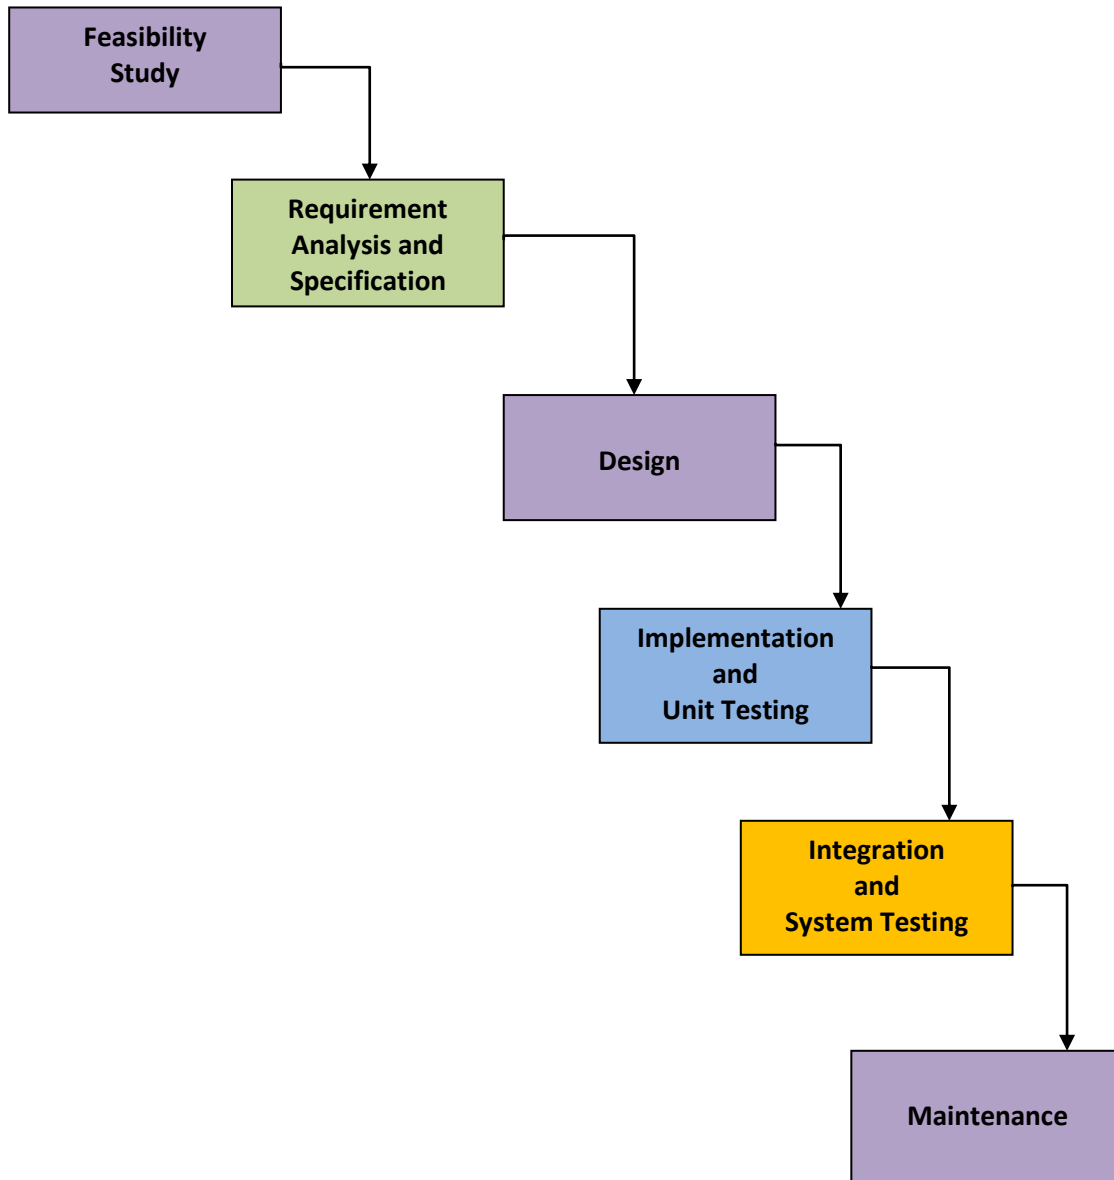 Feasibility
Study
Requirement
Analysis and
Specification
Design
Implementation
and
Unit Testing
Integration
and
System Testing
Maintenance